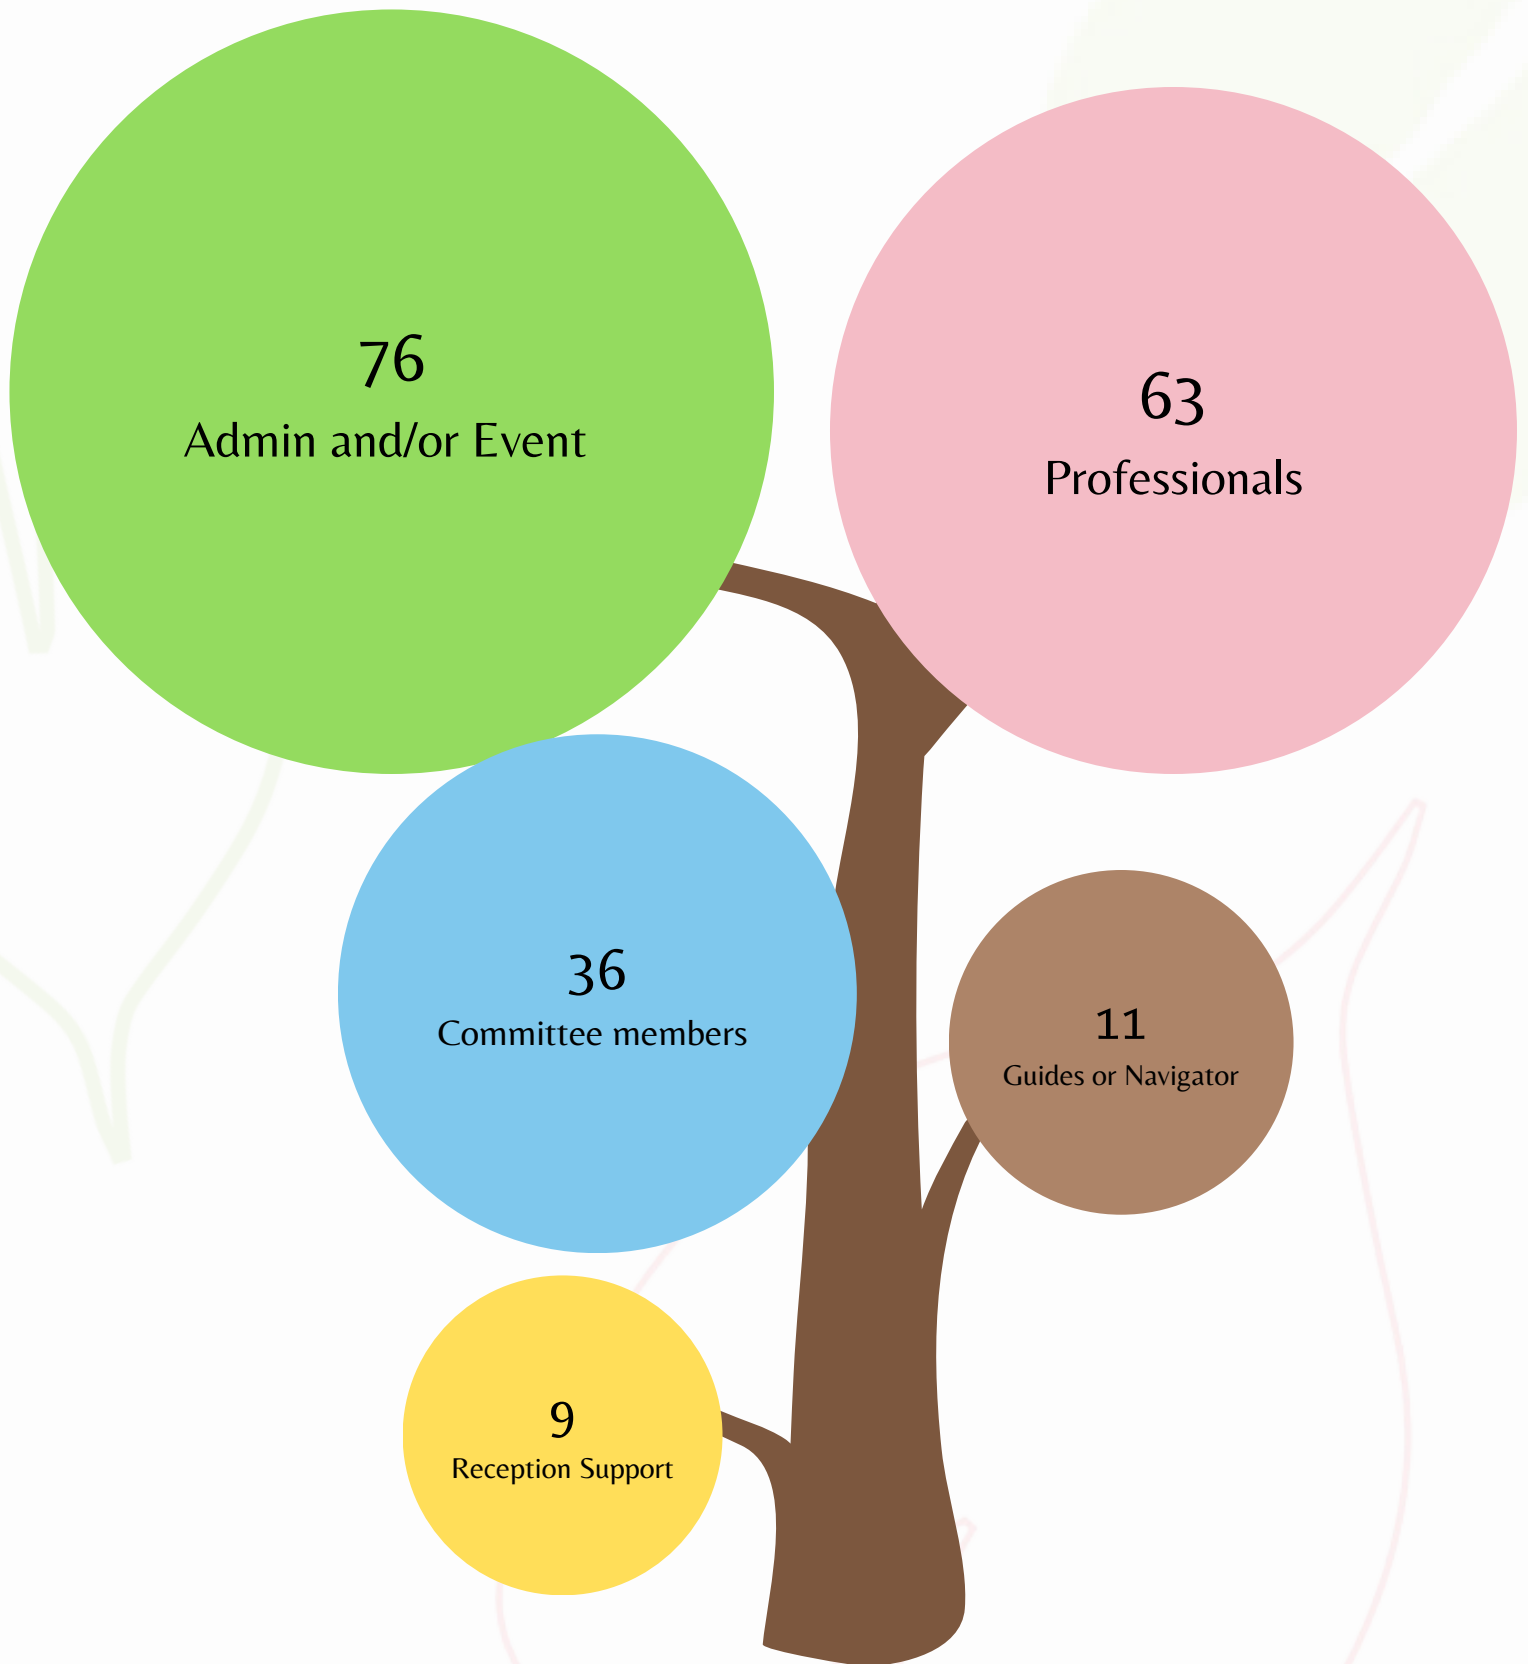 76
Admin and/or Event
63
Professionals
36
Committee members
11
Guides or Navigator
9
Reception Support